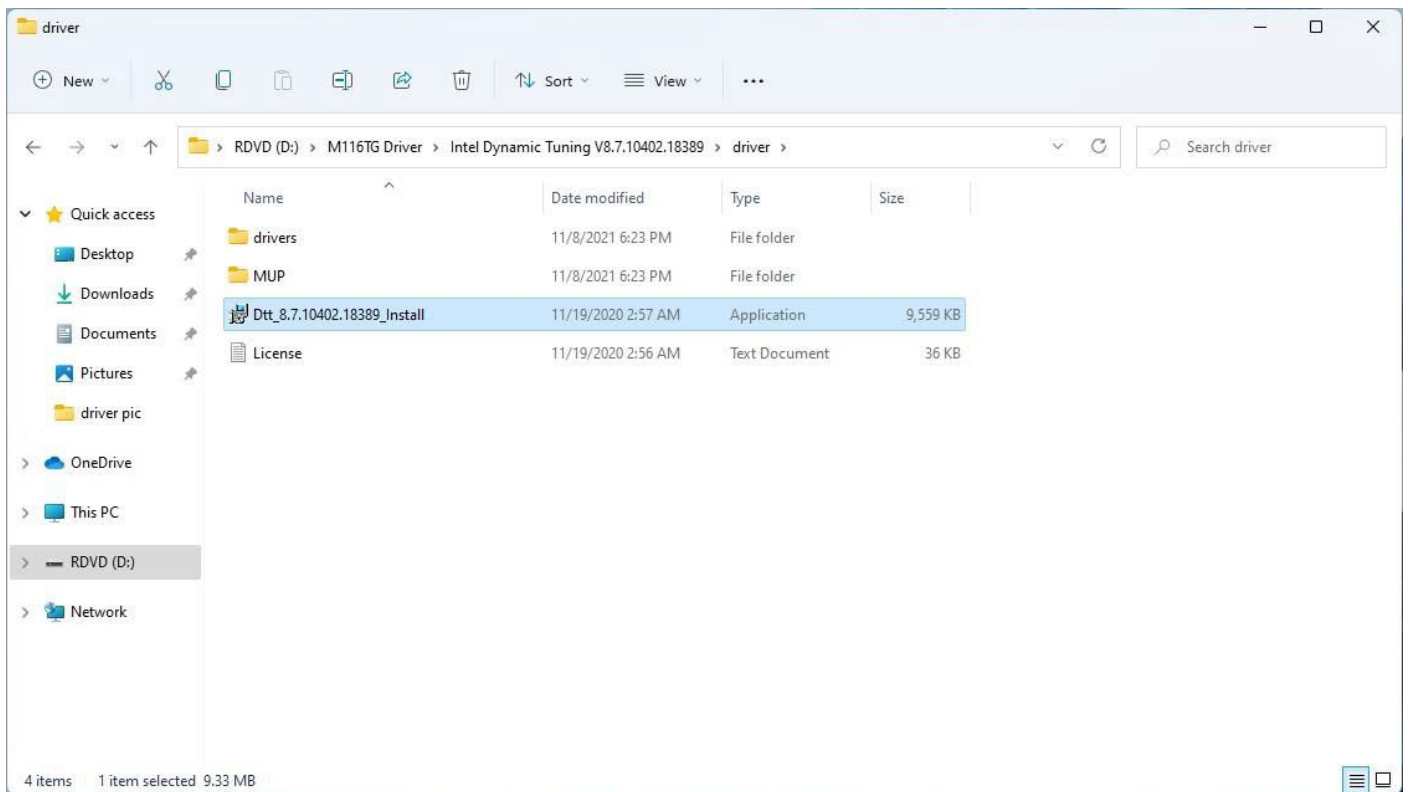 driver
New Sort View
RDVD (D:) M116TG Driver Intel Dynamic Tuning V8.7.10402.18389 driver Search driver
Name Date modified Type Size
Quick access
Desktop
Downloads
Documents
Pictures
driver pic
OneDrive
This PC
RDVD (D:)
Network
drivers 11/8/2021 6:23 PM File folder
MUP 11/8/2021 6:23 PM File folder
Dtt_8.7.10402.18389_Install 11/19/2020 2:57 AM Application 9,559 KB
License 11/19/2020 2:56 AM Text Document 36 KB
4 items 1 item selected 9.33 MB